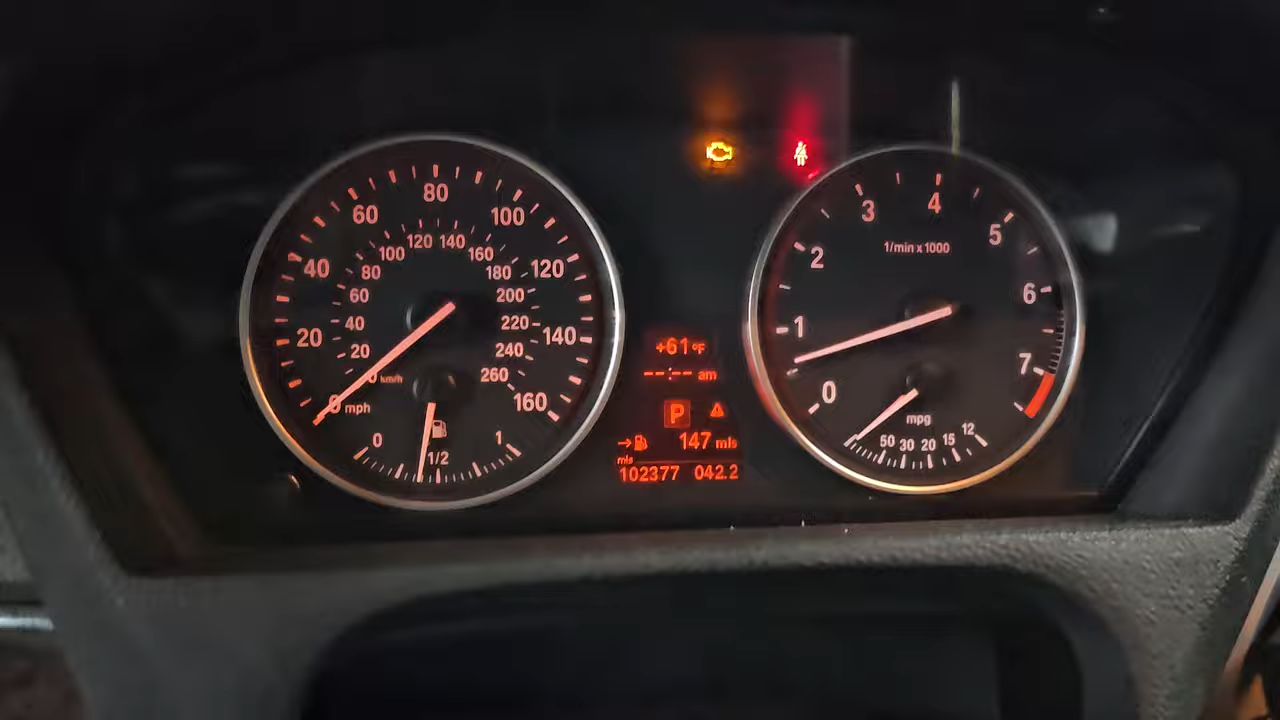 80
60 100
40 120
20 140
0 mph 160
120 140
100 160
80 180
60 200
40 220
20 240
0 km/h 260
0 1/2 1
+61°F
--:-- am
P
147 mls
mls
102377 042.2
4
3 5
2 6
1 7
0
1/min x 1000
mpg
50 30 20 15 12